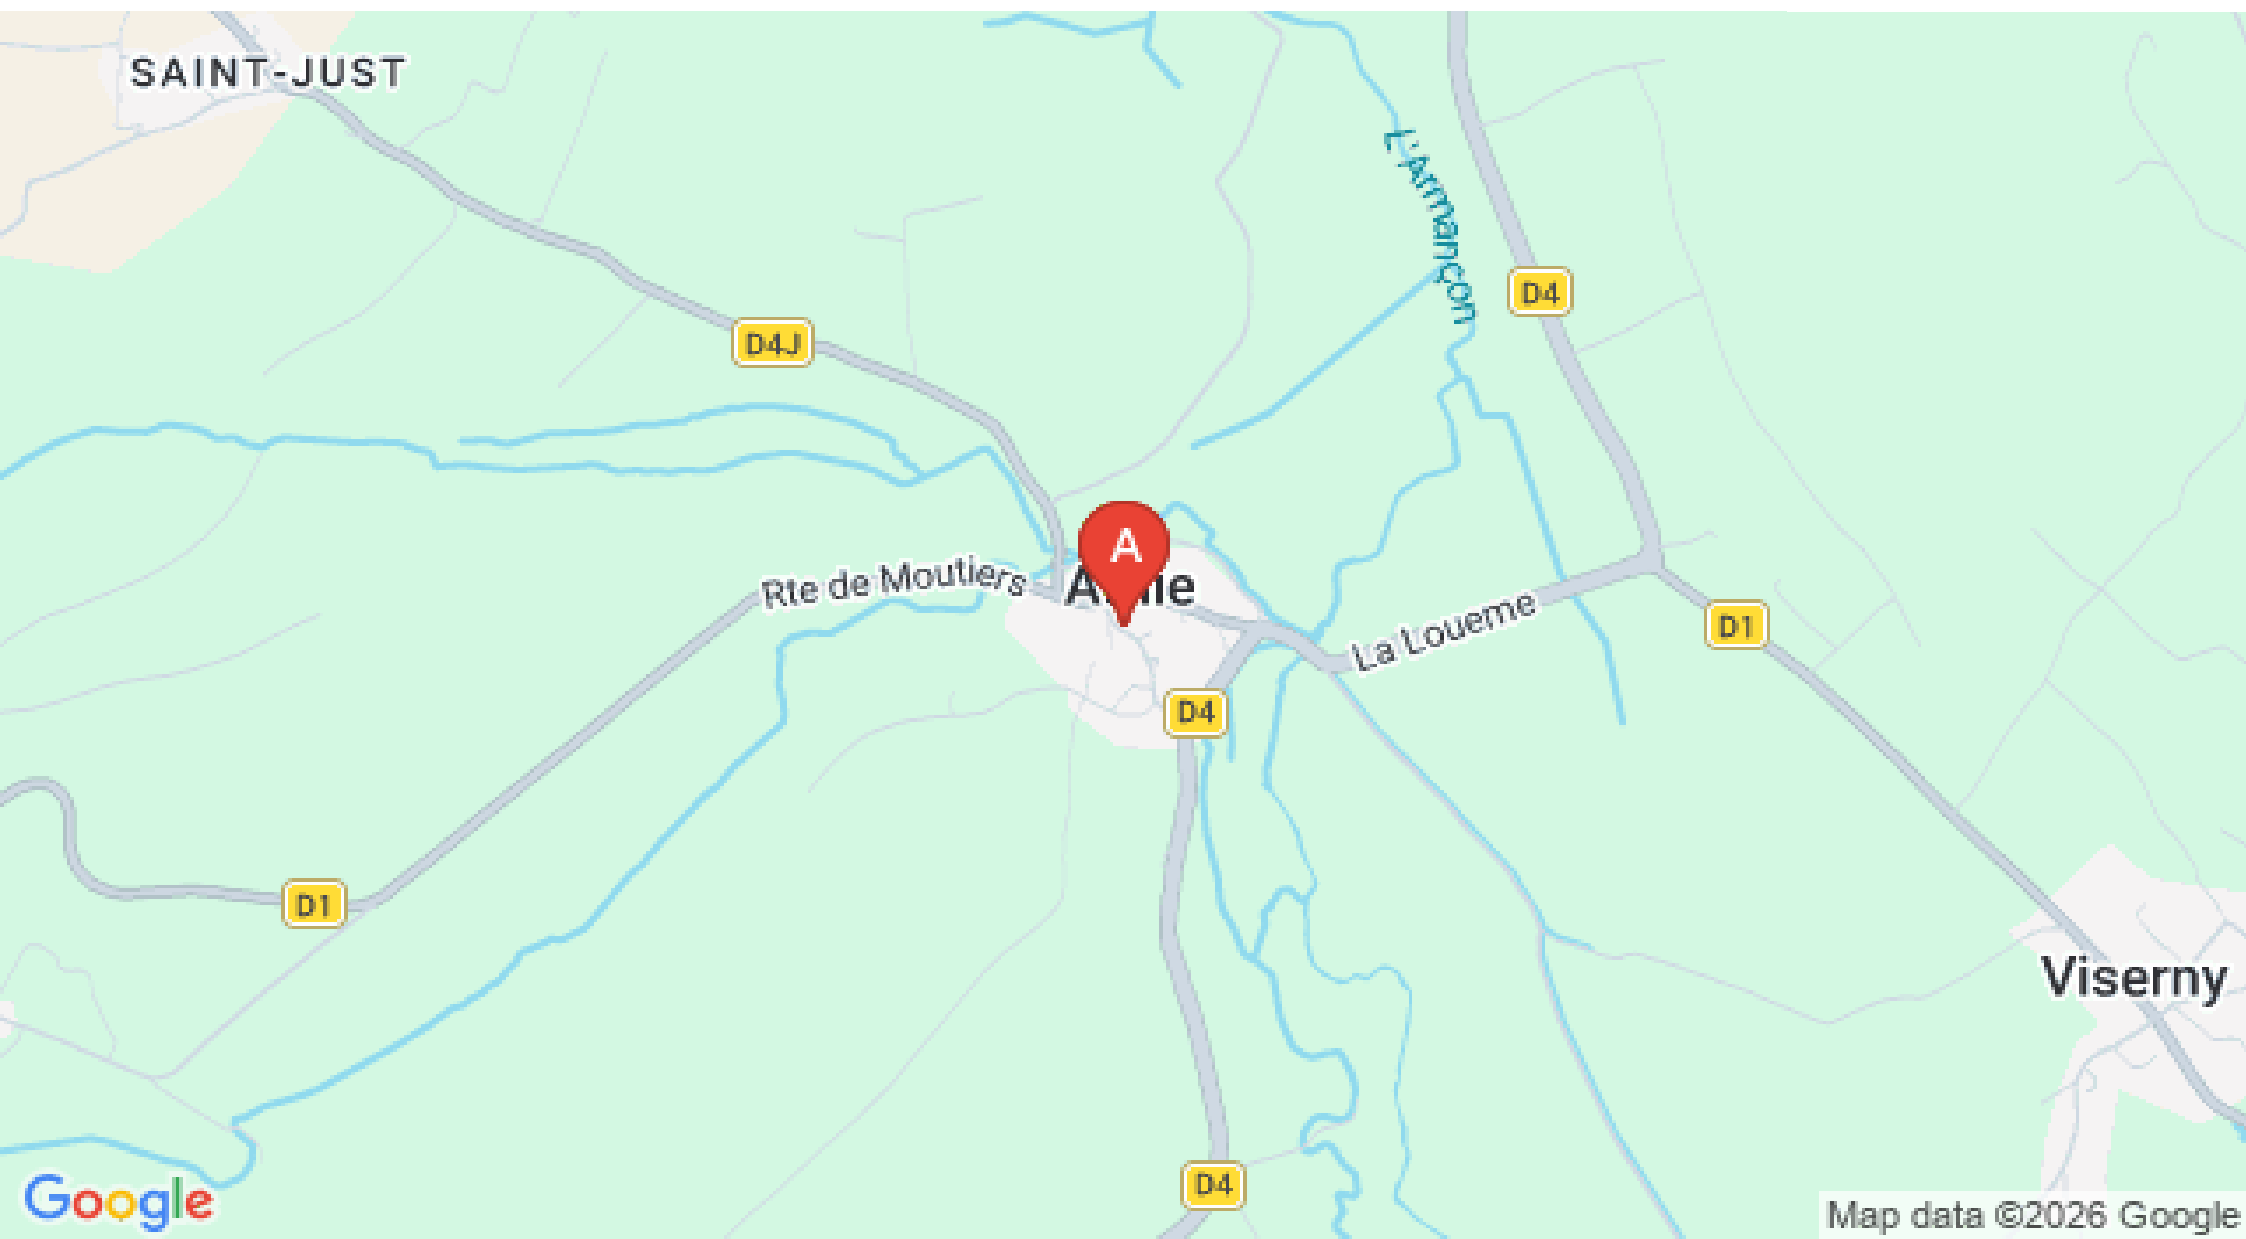 SAINT-JUST
L'Armançon
D4
D4J
A
Rte de Moutiers
La Loueme
D1
D4
D1
Viserny
D4
Google
Map data ©2026 Google